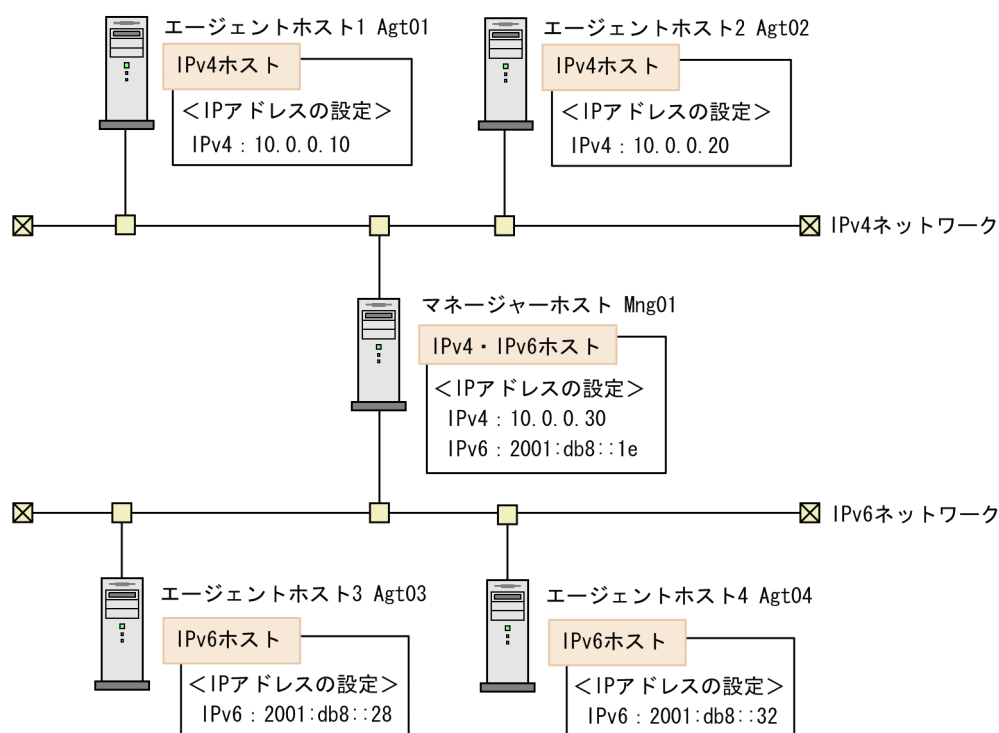 エージェントホスト1 Agt01
IPv4ホスト
＜IPアドレスの設定＞
IPv4：10.0.0.10
エージェントホスト2 Agt02
IPv4ホスト
＜IPアドレスの設定＞
IPv4：10.0.0.20
IPv4ネットワーク
マネージャーホスト Mng01
IPv4・IPv6ホスト
＜IPアドレスの設定＞
IPv4：10.0.0.30
IPv6：2001:db8::1e
IPv6ネットワーク
エージェントホスト3 Agt03
IPv6ホスト
＜IPアドレスの設定＞
IPv6：2001:db8::28
エージェントホスト4 Agt04
IPv6ホスト
＜IPアドレスの設定＞
IPv6：2001:db8::32